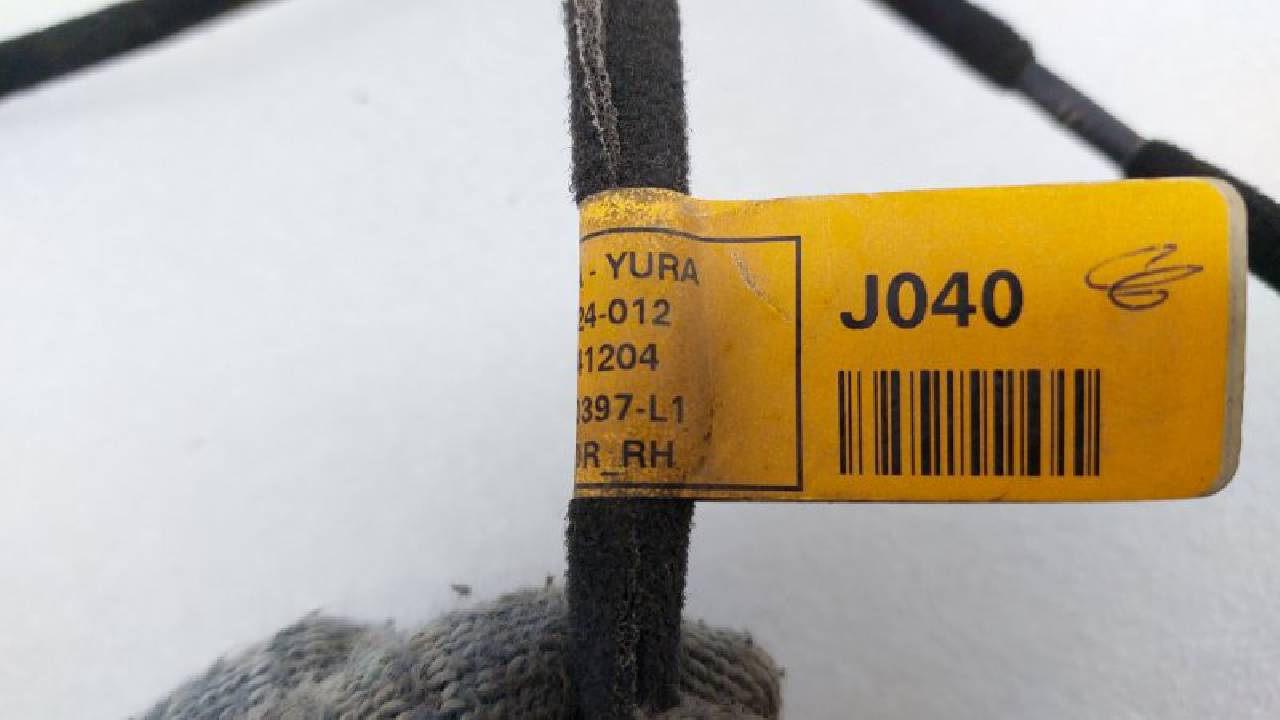 - YURA
24-012
41204
397-L1
R_RH
J040